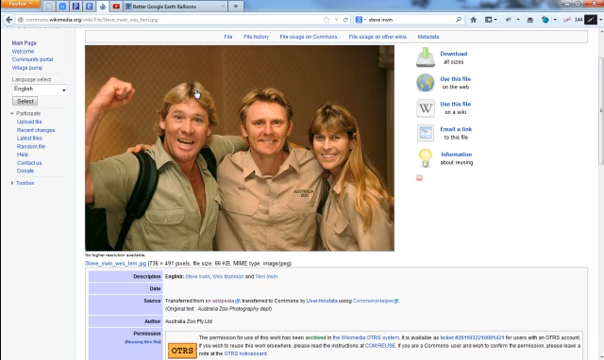 Firefox
Better Google Earth Balloons
commons.wikimedia.org/wiki/File:Steve_irwin_wes_terri.jpg
steve irwin
144
File File history File usage on Commons File usage on other wikis Metadata
Main Page
Welcome
Community portal
Village pump
Language select
English
Select
Participate
Upload file
Recent changes
Latest files
Random file
Help
Contact us
Donate
Toolbox
AUSTRALIA
ZOO
Download
all sizes
Use this file
on the web
W
Use this file
on a wiki
Email a link
to this file
Information
about reusing
No higher resolution available.
Steve_irwin_wes_terri.jpg (736 × 491 pixels, file size: 66 KB, MIME type: image/jpeg)
Description English: Steve Irwin, Wes Mannion and Terri Irwin
Date
Source Transferred from en.wikipedia; transferred to Commons by User:Innotata using CommonsHelper.
(Original text : Australia Zoo Photography dept)
Author Australia Zoo Pty Ltd
Permission
(Reusing this file)
OTRS
The permission for use of this work has been archived in the Wikimedia OTRS system. It is available as ticket for users with an OTRS account.
If you wish to reuse this work elsewhere, please read the instructions at COM:REUSE. If you are a Commons user and wish to confirm the permission, please leave a
note at the OTRS noticeboard.